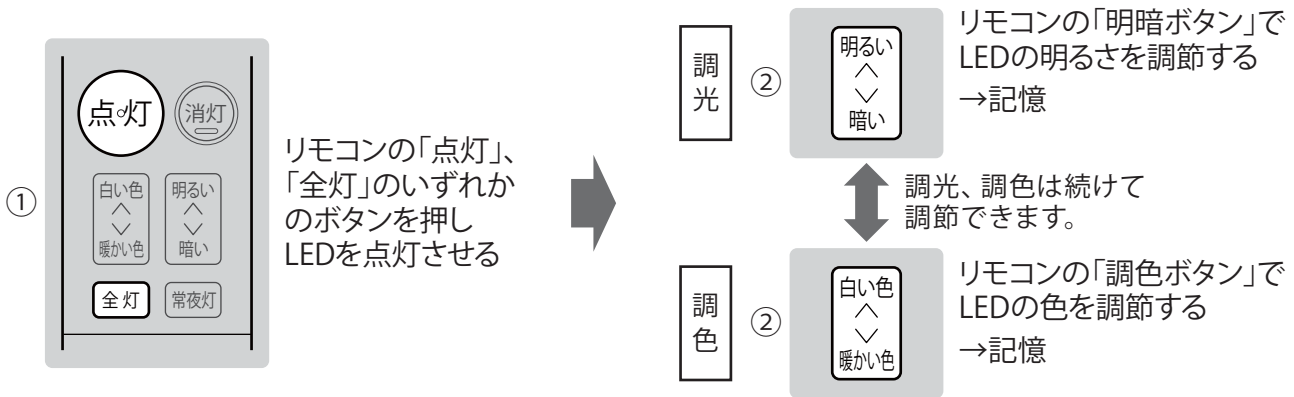 ①
点灯
消灯
白い色
暖かい色
明るい
暗い
全灯
常夜灯
リモコンの「点灯」、
「全灯」のいずれか
のボタンを押し
LEDを点灯させる
調光
②
明るい
暗い
リモコンの「明暗ボタン」で
LEDの明るさを調節する
→記憶
調光、調色は続けて
調節できます。
調色
②
白い色
暖かい色
リモコンの「調色ボタン」で
LEDの色を調節する
→記憶